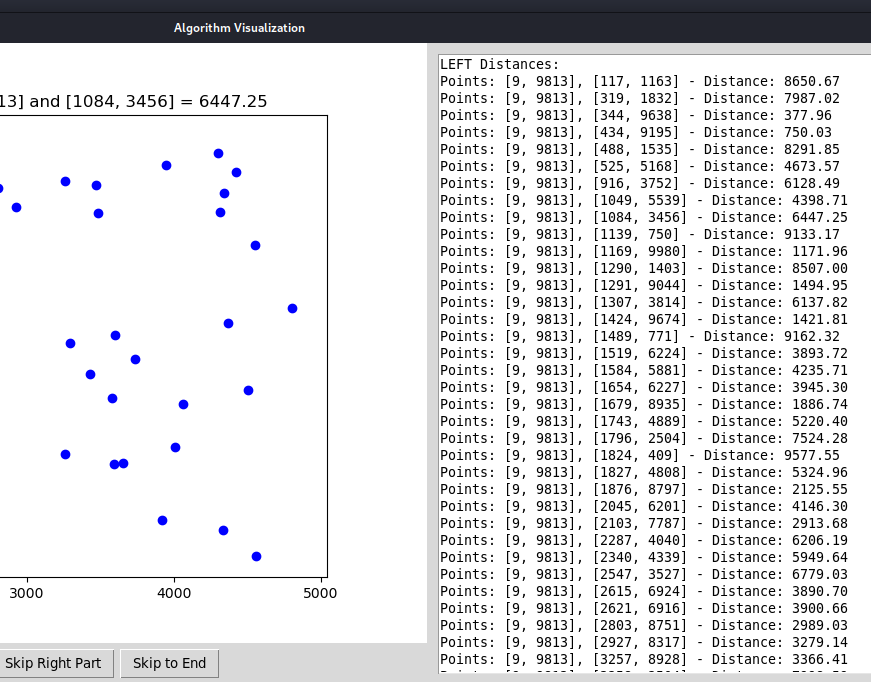 Algorithm Visualization
13] and [1084, 3456] = 6447.25
3000
4000
5000
Skip Right Part
Skip to End
LEFT Distances:
Points: [9, 9813], [117, 1163] - Distance: 8650.67
Points: [9, 9813], [319, 1832] - Distance: 7987.02
Points: [9, 9813], [344, 9638] - Distance: 377.96
Points: [9, 9813], [434, 9195] - Distance: 750.03
Points: [9, 9813], [488, 1535] - Distance: 8291.85
Points: [9, 9813], [525, 5168] - Distance: 4673.57
Points: [9, 9813], [916, 3752] - Distance: 6128.49
Points: [9, 9813], [1049, 5539] - Distance: 4398.71
Points: [9, 9813], [1084, 3456] - Distance: 6447.25
Points: [9, 9813], [1139, 750] - Distance: 9133.17
Points: [9, 9813], [1169, 9980] - Distance: 1171.96
Points: [9, 9813], [1290, 1403] - Distance: 8507.00
Points: [9, 9813], [1291, 9044] - Distance: 1494.95
Points: [9, 9813], [1307, 3814] - Distance: 6137.82
Points: [9, 9813], [1424, 9674] - Distance: 1421.81
Points: [9, 9813], [1489, 771] - Distance: 9162.32
Points: [9, 9813], [1519, 6224] - Distance: 3893.72
Points: [9, 9813], [1584, 5881] - Distance: 4235.71
Points: [9, 9813], [1654, 6227] - Distance: 3945.30
Points: [9, 9813], [1679, 8935] - Distance: 1886.74
Points: [9, 9813], [1743, 4889] - Distance: 5220.40
Points: [9, 9813], [1796, 2504] - Distance: 7524.28
Points: [9, 9813], [1824, 409] - Distance: 9577.55
Points: [9, 9813], [1827, 4808] - Distance: 5324.96
Points: [9, 9813], [1876, 8797] - Distance: 2125.55
Points: [9, 9813], [2045, 6201] - Distance: 4146.30
Points: [9, 9813], [2103, 7787] - Distance: 2913.68
Points: [9, 9813], [2287, 4040] - Distance: 6206.19
Points: [9, 9813], [2340, 4339] - Distance: 5949.64
Points: [9, 9813], [2547, 3527] - Distance: 6779.03
Points: [9, 9813], [2615, 6924] - Distance: 3890.70
Points: [9, 9813], [2621, 6916] - Distance: 3900.66
Points: [9, 9813], [2803, 8751] - Distance: 2989.03
Points: [9, 9813], [2927, 8317] - Distance: 3279.14
Points: [9, 9813], [3257, 8928] - Distance: 3366.41